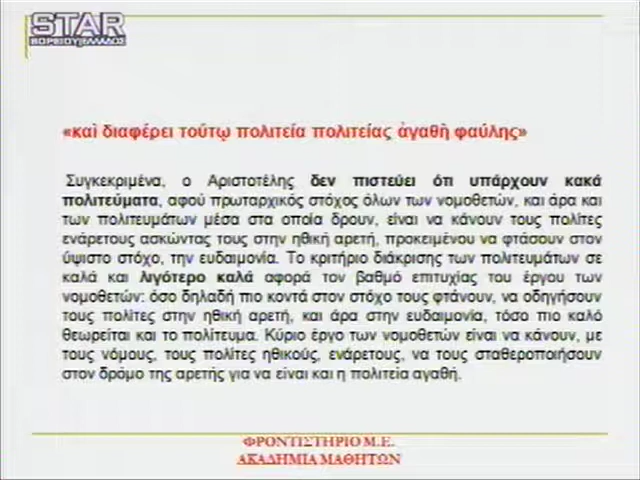 STAR
ΒΟΡΕΙΟΥ ΕΛΛΑΔΟΣ
«καὶ διαφέρει τούτῳ πολιτεία πολιτείας ἀγαθὴ φαύλης»
Συγκεκριμένα, ο Αριστοτέλης δεν πιστεύει ότι υπάρχουν κακά
πολιτεύματα, αφού πρωταρχικός στόχος όλων των νομοθετών, και άρα και
των πολιτευμάτων μέσα στα οποία δρουν, είναι να κάνουν τους πολίτες
ενάρετους ασκώντας τους στην ηθική αρετή, προκειμένου να φτάσουν στον
ύψιστο στόχο, την ευδαιμονία. Το κριτήριο διάκρισης των πολιτευμάτων σε
καλά και λιγότερο καλά αφορά τον βαθμό επιτυχίας του έργου των
νομοθετών: όσο δηλαδή πιο κοντά στον στόχο τους φτάνουν, να οδηγήσουν
τους πολίτες στην ηθική αρετή, και άρα στην ευδαιμονία, τόσο πιο καλό
θεωρείται και το πολίτευμα. Κύριο έργο των νομοθετών είναι να κάνουν, με
τους νόμους, τους πολίτες ηθικούς, ενάρετους, να τους σταθεροποιήσουν
στον δρόμο της αρετής για να είναι και η πολιτεία αγαθή.
ΦΡΟΝΤΙΣΤΗΡΙΟ Μ.Ε.
ΑΚΑΔΗΜΙΑ ΜΑΘΗΤΩΝ